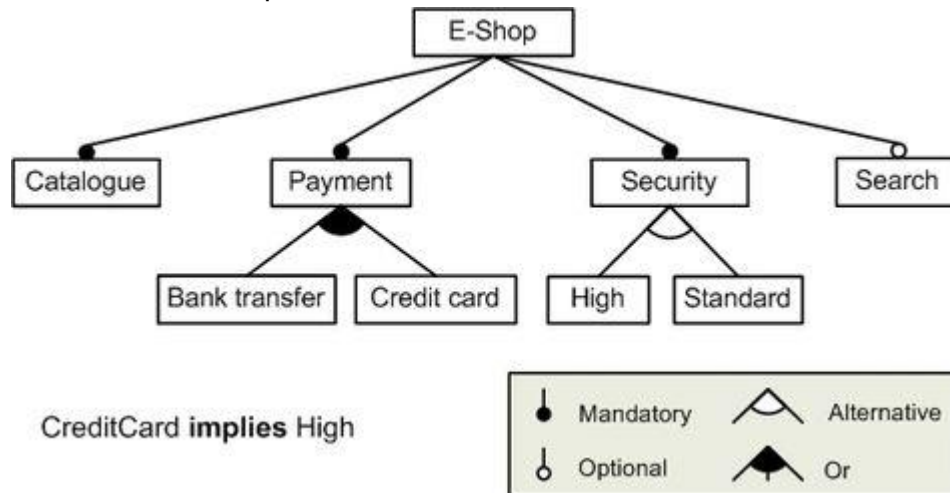 E-Shop
Catalogue
Payment
Security
Search
Bank transfer
Credit card
High
Standard
CreditCard implies High
Mandatory
Alternative
Optional
Or